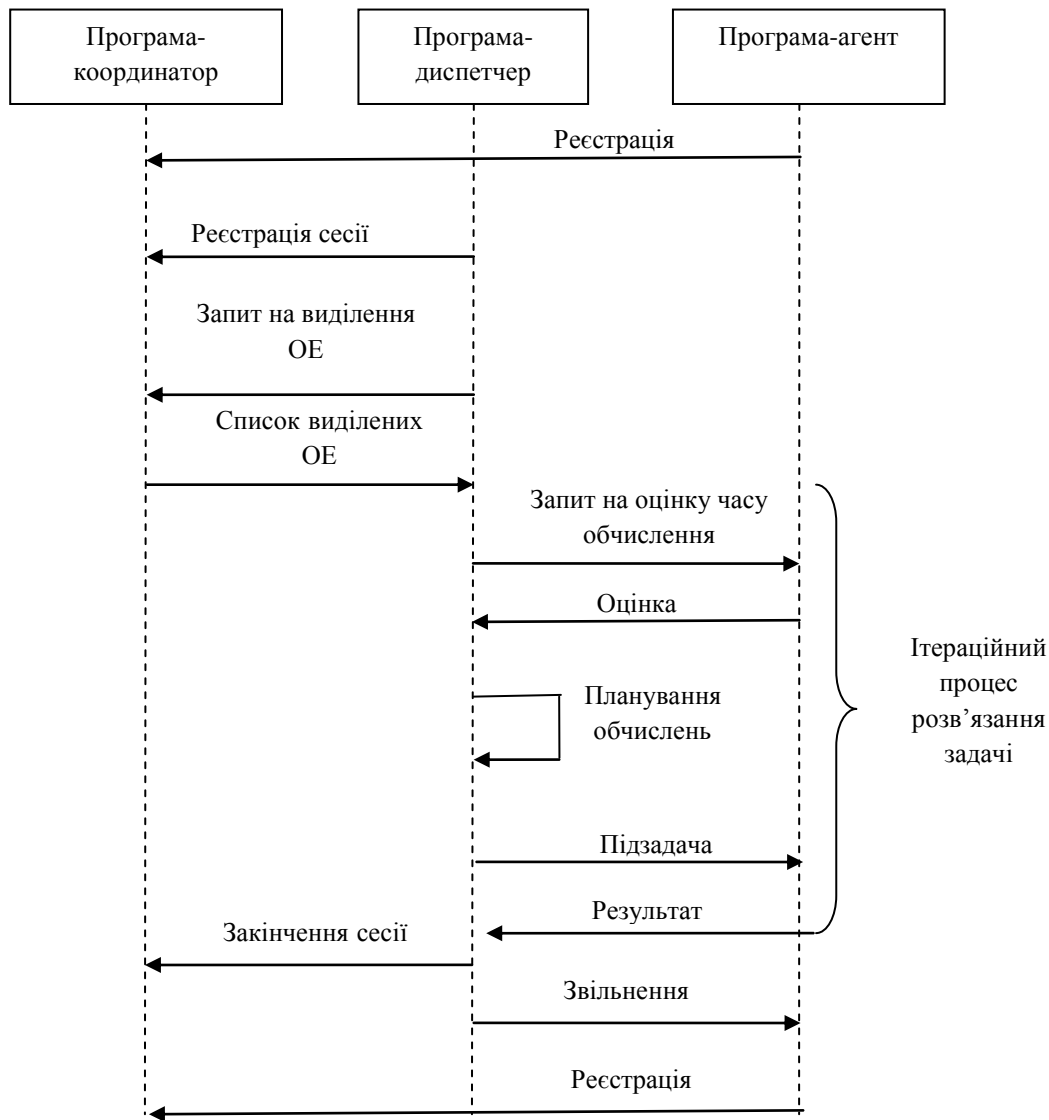 Програма-
координатор
Програма-
диспетчер
Програма-агент
Реєстрація
Реєстрація сесії
Запит на виділення
ОЕ
Список виділених
ОЕ
Запит на оцінку часу
обчислення
Оцінка
Ітераційний
процес
розв’язання
задачі
Планування
обчислень
Підзадача
Результат
Закінчення сесії
Звільнення
Реєстрація